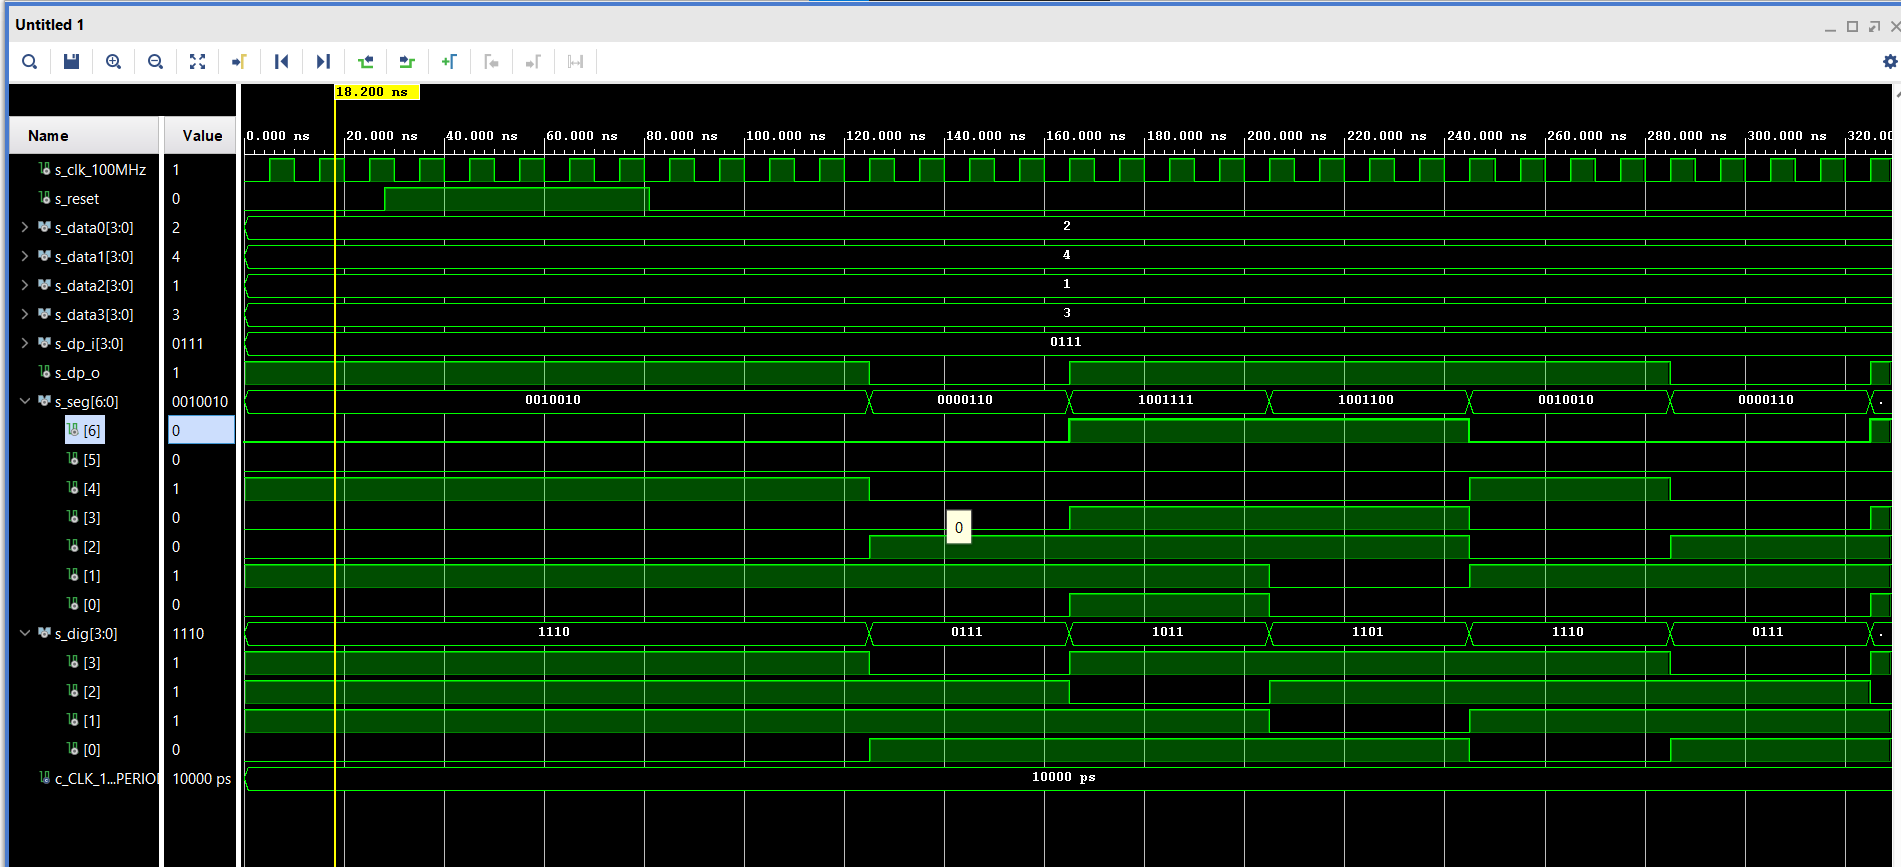 Untitled 1
18.200 ns
Name Value
0.000 ns 20.000 ns 40.000 ns 60.000 ns 80.000 ns 100.000 ns 120.000 ns 140.000 ns 160.000 ns 180.000 ns 200.000 ns 220.000 ns 240.000 ns 260.000 ns 280.000 ns 300.000 ns 320.0
s_clk_100MHz 1
s_reset 0
s_data0[3:0] 2 2
s_data1[3:0] 4 4
s_data2[3:0] 1 1
s_data3[3:0] 3 3
s_dp_i[3:0] 0111 0111
s_dp_o 1
s_seg[6:0] 0010010 0010010 0000110 1001111 1001100 0010010 0000110 .
[6] 0
[5] 0
[4] 1
[3] 0 0
[2] 0
[1] 1
[0] 0
s_dig[3:0] 1110 1110 0111 1011 1101 1110 0111 .
[3] 1
[2] 1
[1] 1
[0] 0
c_CLK_1...PERIO 10000 ps 10000 ps